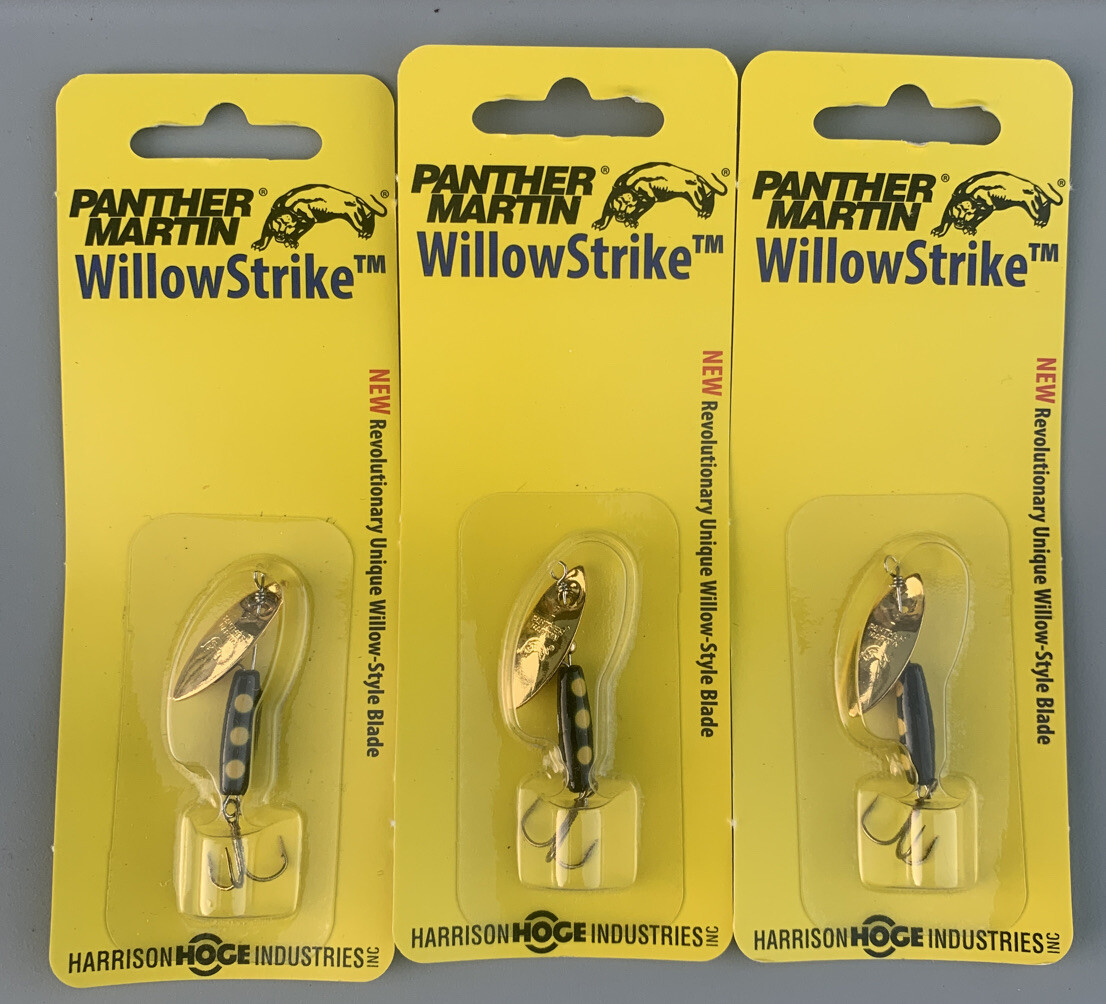 PANTHER ®
MARTIN ®
WillowStrike™
NEW Revolutionary Unique Willow-Style Blade
HARRISON HOGE INDUSTRIES INC
PANTHER ®
MARTIN ®
WillowStrike™
NEW Revolutionary Unique Willow-Style Blade
HARRISON HOGE INDUSTRIES INC
PANTHER ®
MARTIN ®
WillowStrike™
NEW Revolutionary Unique Willow-Style Blade
HARRISON HOGE INDUSTRIES INC